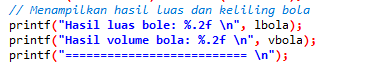 // Menampilkan hasil luas dan keliling bola
printf("Hasil luas bole: %.2f \n", lbola);
printf("Hasil volume bola: %.2f \n", vbola);
printf("========================== \n");